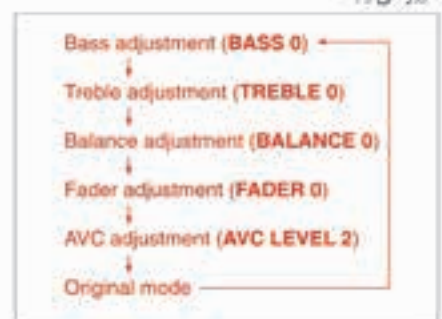 Bass adjustment (BASS 0)
Treble adjustment (TREBLE 0)
Balance adjustment (BALANCE 0)
Fader adjustment (FADER 0)
AVC adjustment (AVC LEVEL 2)
Original mode